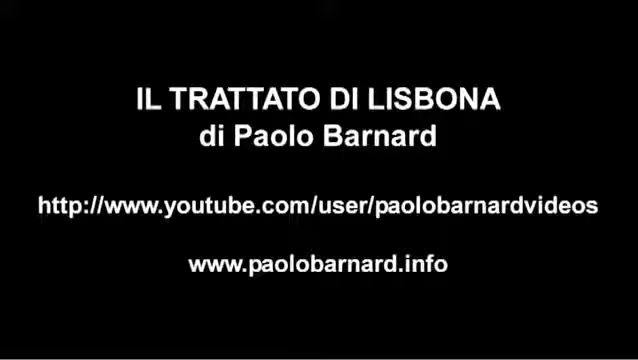 IL TRATTATO DI LISBONA
di Paolo Barnard
http://www.youtube.com/user/paolobarnardvideos
www.paolobarnard.info